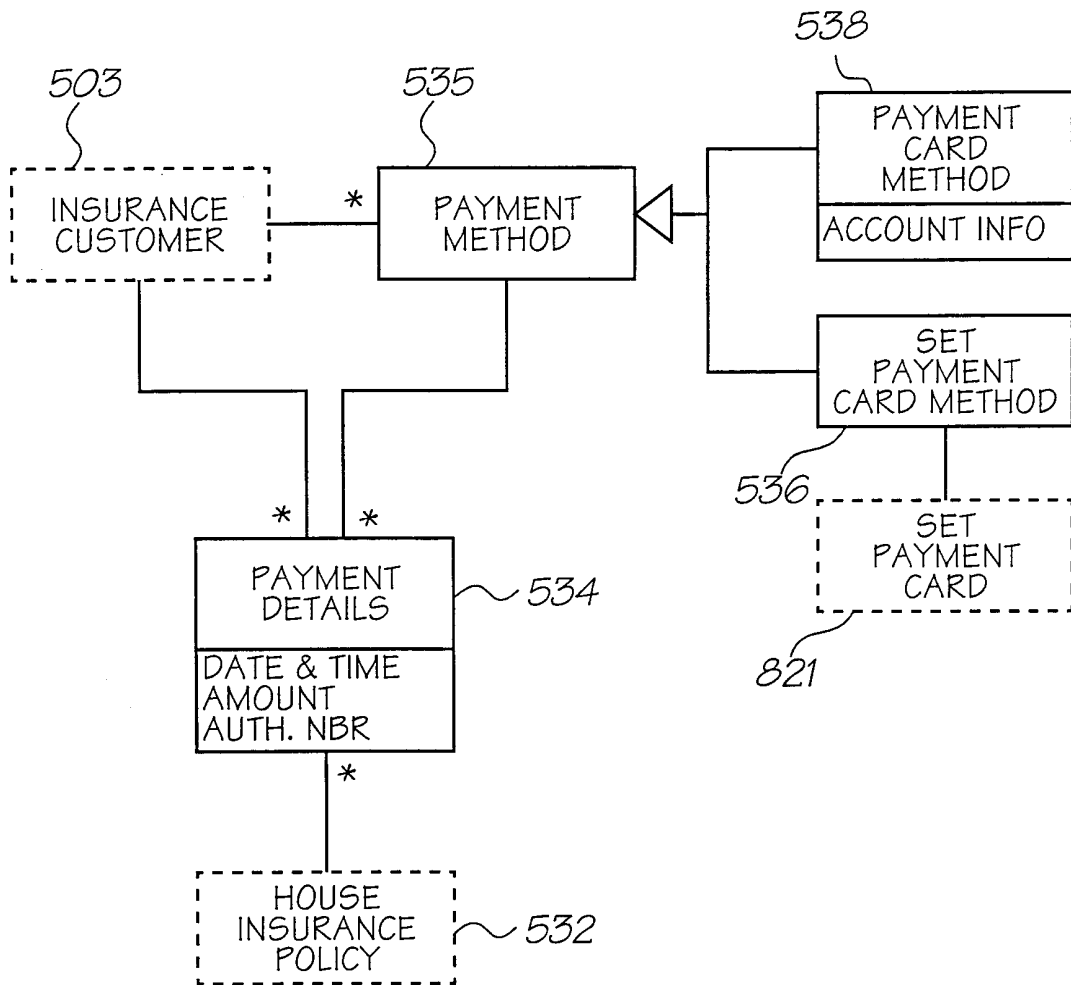 538
503
535
PAYMENT
CARD
METHOD
ACCOUNT INFO
INSURANCE
CUSTOMER
*
PAYMENT
METHOD
SET
PAYMENT
CARD METHOD
536
SET
PAYMENT
CARD
821
*
*
PAYMENT
DETAILS
534
DATE & TIME
AMOUNT
AUTH. NBR
*
HOUSE
INSURANCE
POLICY
532